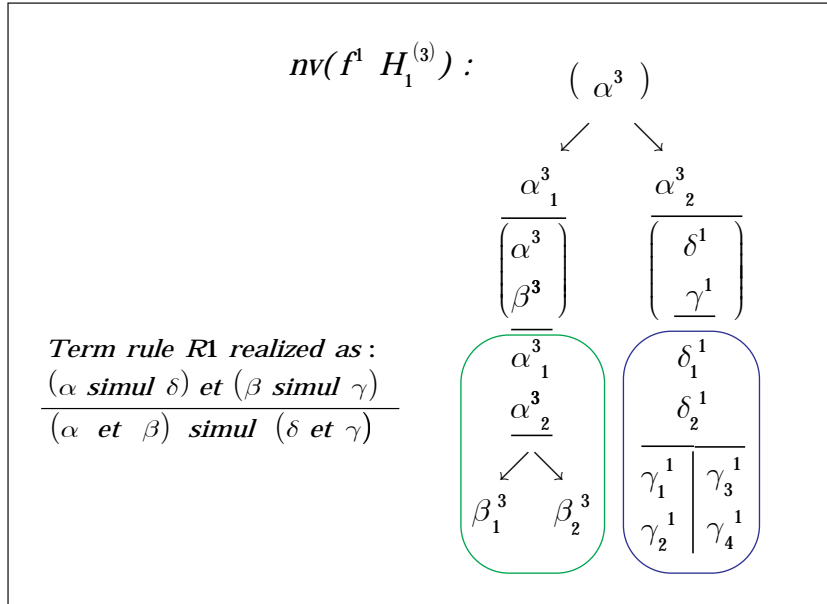 nv(f¹ H₁⁽³⁾) :
( α³ )
α³₁ α³₂
α³ δ¹
β³ γ¹
Term rule R1 realized as :
(α simul δ) et (β simul γ)
(α et β) simul (δ et γ)
α³₁ δ₁¹
α³₂ δ₂¹
γ₁¹ γ₃¹
β₁³ β₂³ γ₂¹ γ₄¹